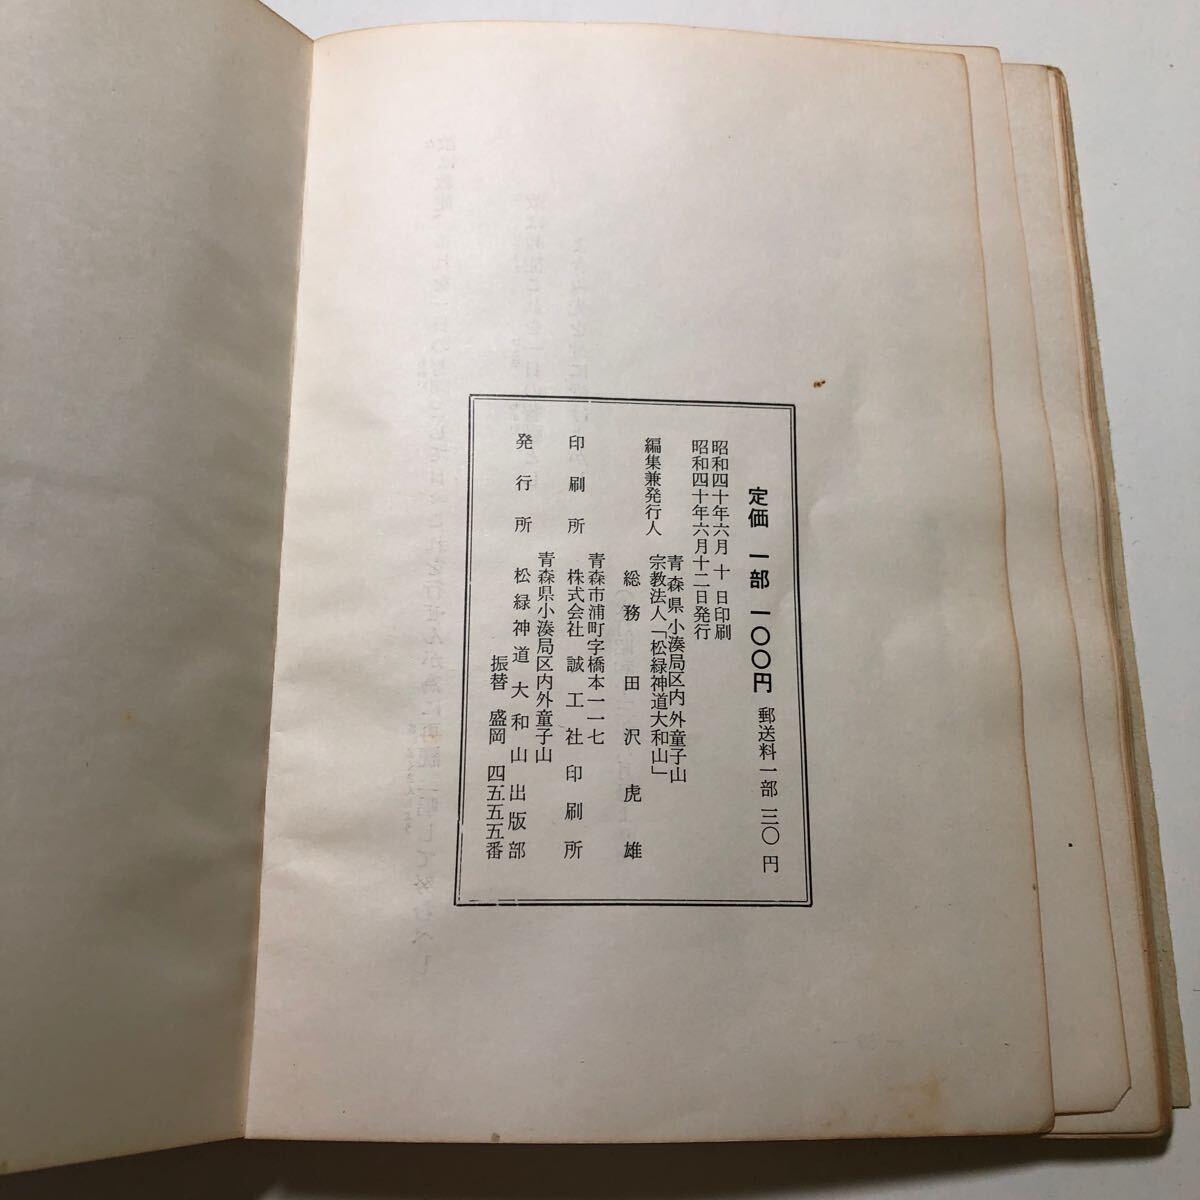 定価 一部 一〇〇円 郵送料一部 三〇円
昭和四十年六月 十 日印刷
昭和四十年六月十二日発行
編集兼発行人
青森県小湊局区内外童子山
宗教法人「松緑神道大和山」
総務 田沢虎雄
印刷所
青森市浦町字橋本一一七
株式会社 誠工社印刷所
発行所
青森県小湊局区内外童子山
松緑神道大和山出版部
振替 盛岡 四五五五番